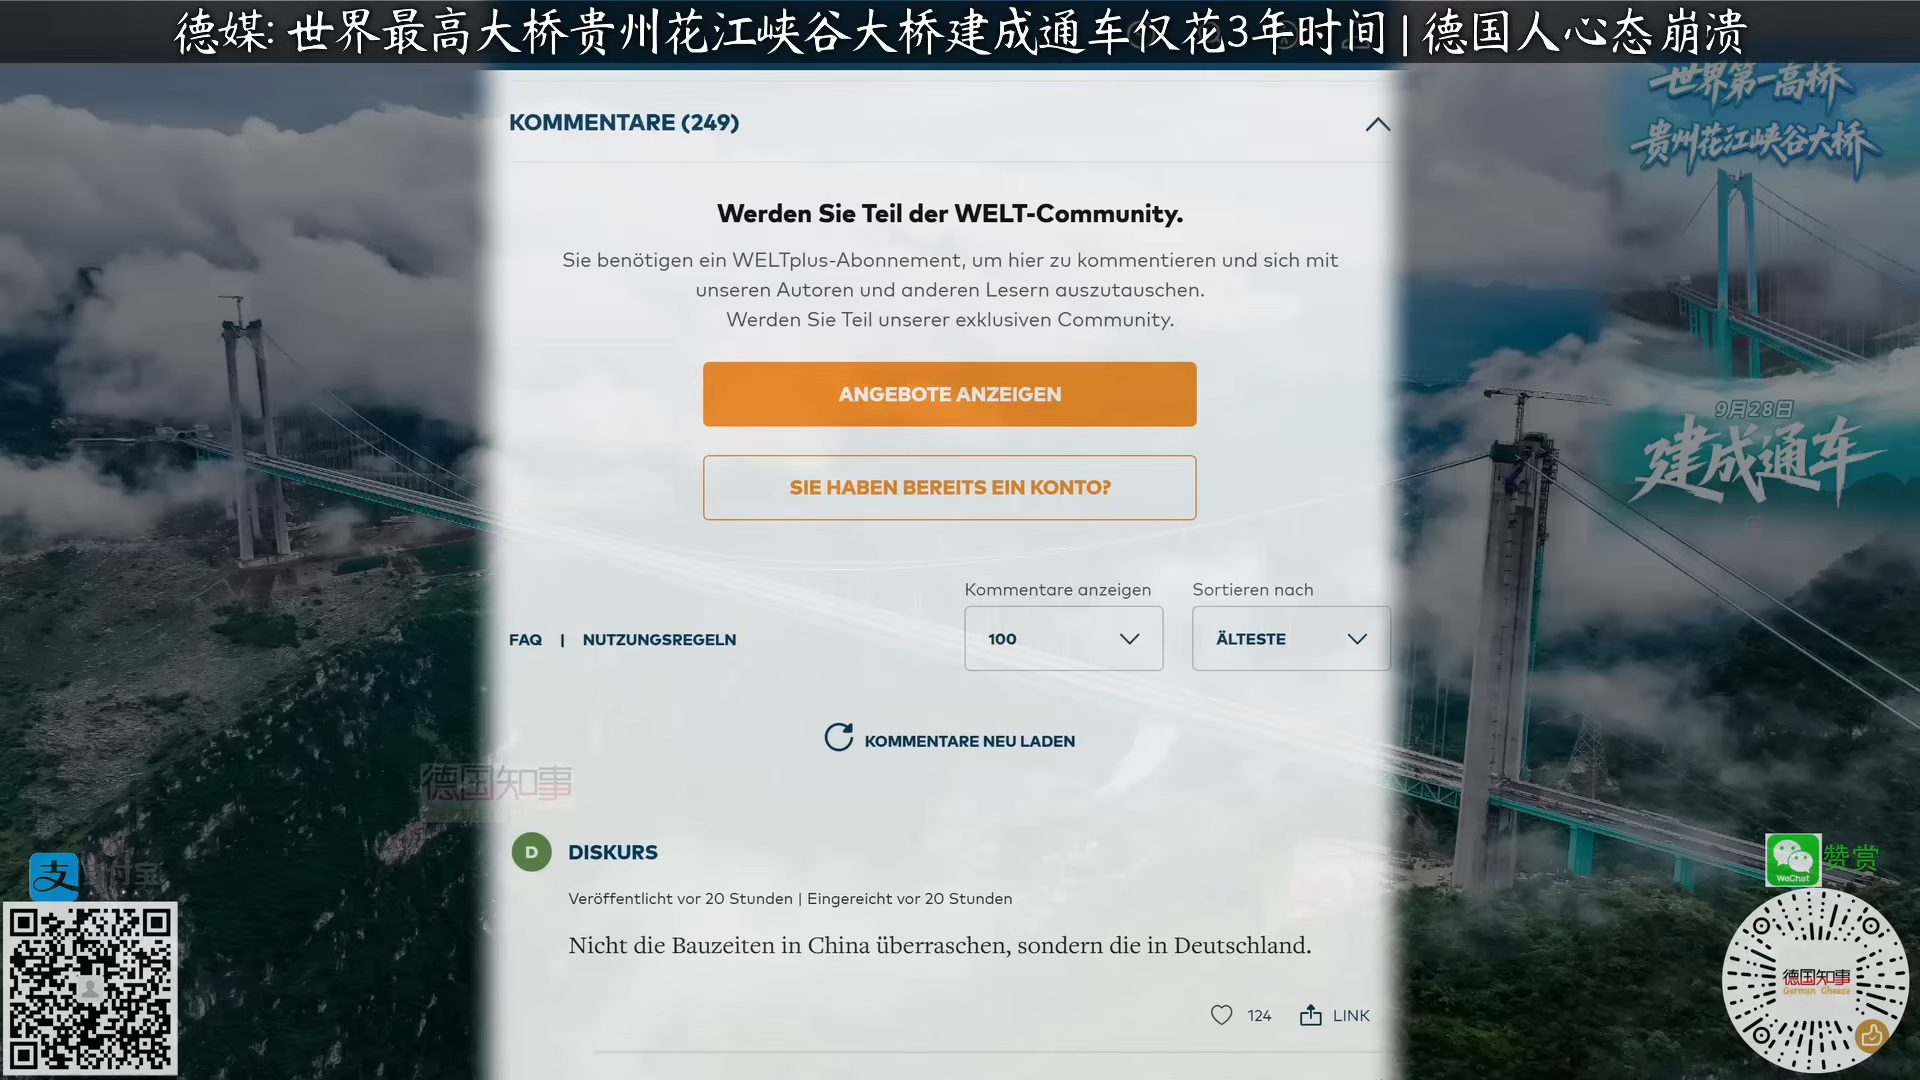 德媒: 世界最高大桥贵州花江峡谷大桥建成通车仅花3年时间 | 德国人心态崩溃
世界第一高桥
贵州花江峡谷大桥
9月28日
建成通车
KOMMENTARE (249)
Werden Sie Teil der WELT-Community.
Sie benötigen ein WELTplus-Abonnement, um hier zu kommentieren und sich mit
unseren Autoren und anderen Lesern auszutauschen.
Werden Sie Teil unserer exklusiven Community.
ANGEBOTE ANZEIGEN
SIE HABEN BEREITS EIN KONTO?
Kommentare anzeigen
Sortieren nach
FAQ | NUTZUNGSREGELN
100
ÄLTESTE
KOMMENTARE NEU LADEN
德国知事
D DISKURS
Veröffentlicht vor 20 Stunden | Eingereicht vor 20 Stunden
Nicht die Bauzeiten in China überraschen, sondern die in Deutschland.
124 LINK
支付宝
WeChat
赞赏
德国知事
German Cheese